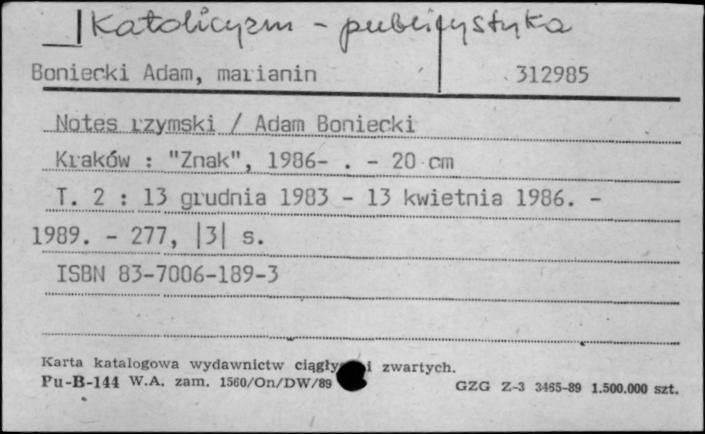 Katolicyzm - publicystyka
Boniecki Adam, marianin 312985
Notes rzymski / Adam Boniecki
Kraków : "Znak", 1986- . - 20 cm
T. 2 : 13 grudnia 1983 - 13 kwietnia 1986. -
1989. - 277, |3| s.
ISBN 83-7006-189-3
Karta katalogowa wydawnictw i zwartych.
Pu-B-144 W.A. zam. 1560/On/DW/89 GZG Z-3 3465-89 1.500.000 szt.